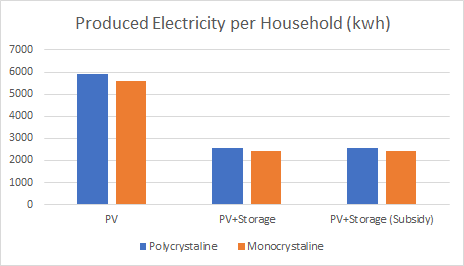 Produced Electricity per Household (kwh)
7000
6000
5000
4000
3000
2000
1000
0
PV
PV+Storage
PV+Storage (Subsidy)
Polycrystaline
Monocrystaline